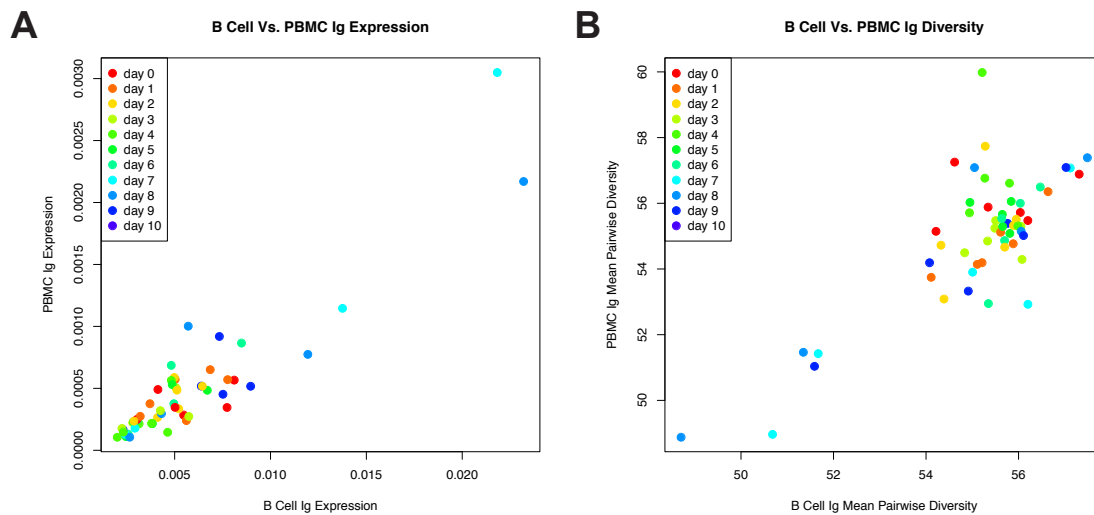 A
B Cell Vs. PBMC Ig Expression
PBMC Ig Expression
0.0030
0.0025
0.0020
0.0015
0.0010
0.0005
0.0000
day 0
day 1
day 2
day 3
day 4
day 5
day 6
day 7
day 8
day 9
day 10
0.005 0.010 0.015 0.020
B Cell Ig Expression
B
B Cell Vs. PBMC Ig Diversity
PBMC Ig Mean Pairwise Diversity
60
58
56
54
52
50
day 0
day 1
day 2
day 3
day 4
day 5
day 6
day 7
day 8
day 9
day 10
50 52 54 56
B Cell Ig Mean Pairwise Diversity